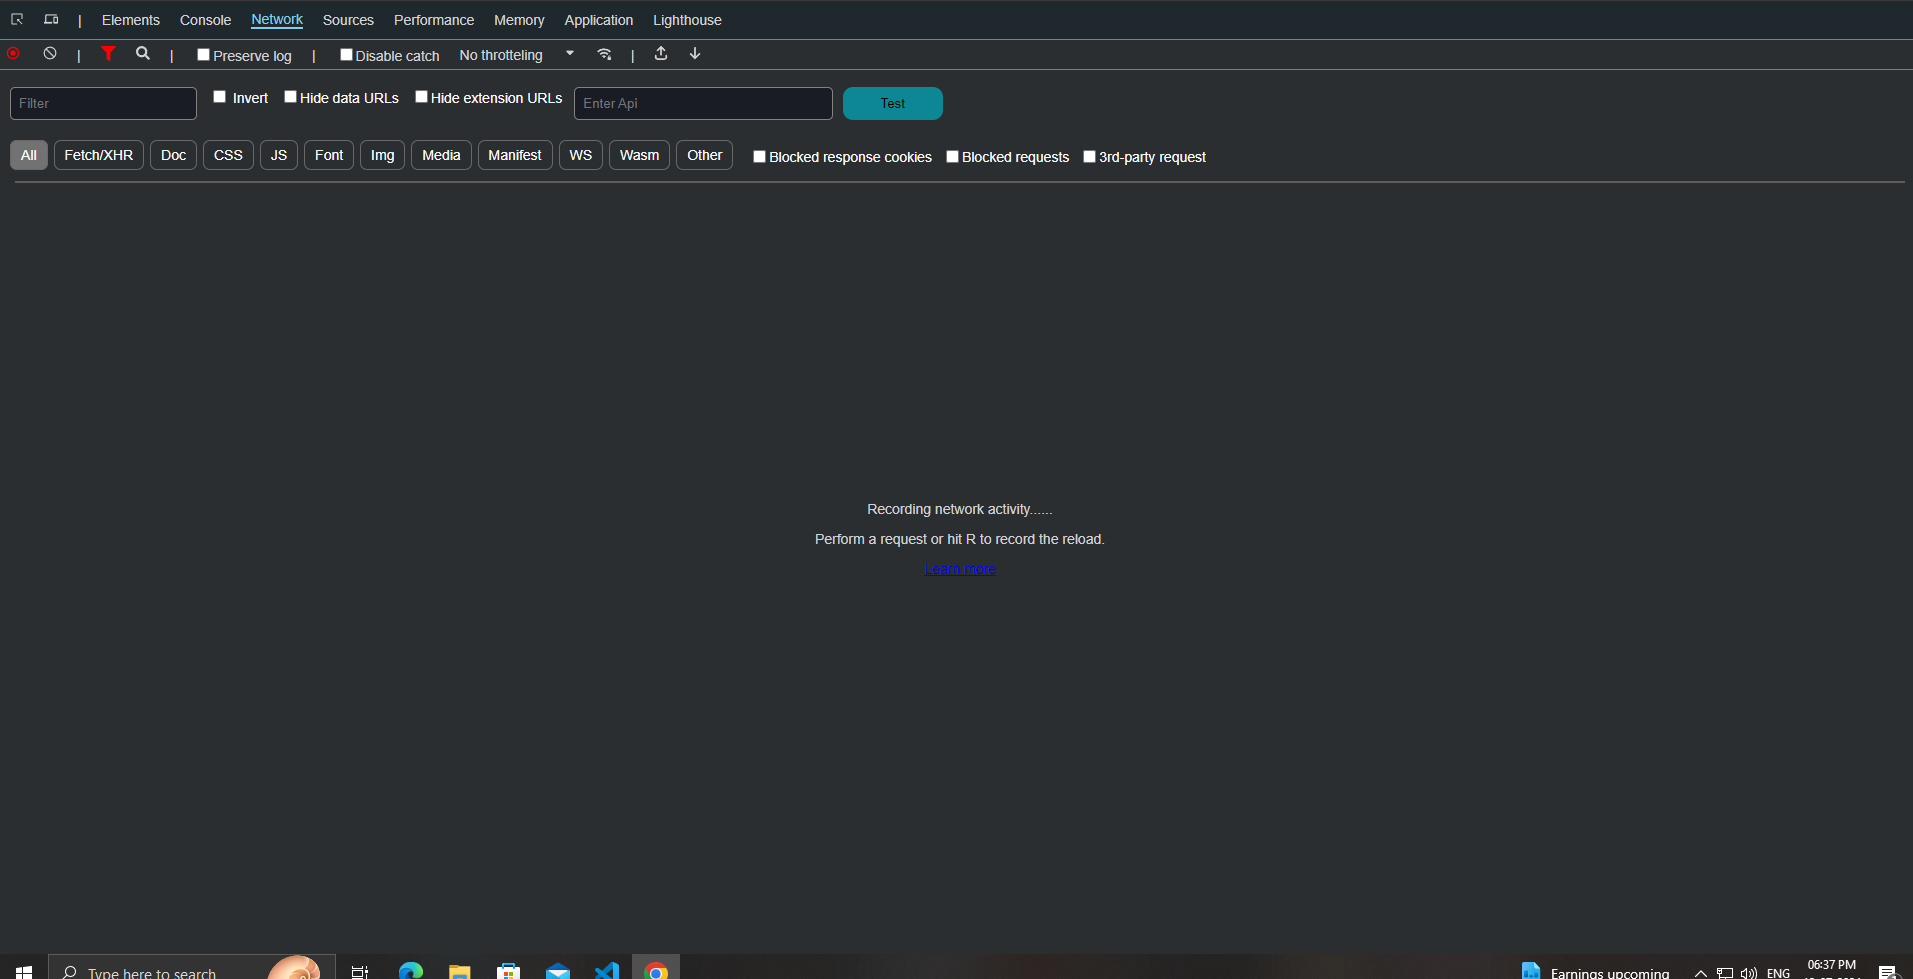 | Elements Console Network Sources Performance Memory Application Lighthouse
| | Preserve log | Disable catch No throtteling |
Filter Invert Hide data URLs Hide extension URLs Enter Api Test
All Fetch/XHR Doc CSS JS Font Img Media Manifest WS Wasm Other Blocked response cookies Blocked requests 3rd-party request
Recording network activity......
Perform a request or hit R to record the reload.
Learn more
Type here to search Earnings upcoming ENG 06:37 PM